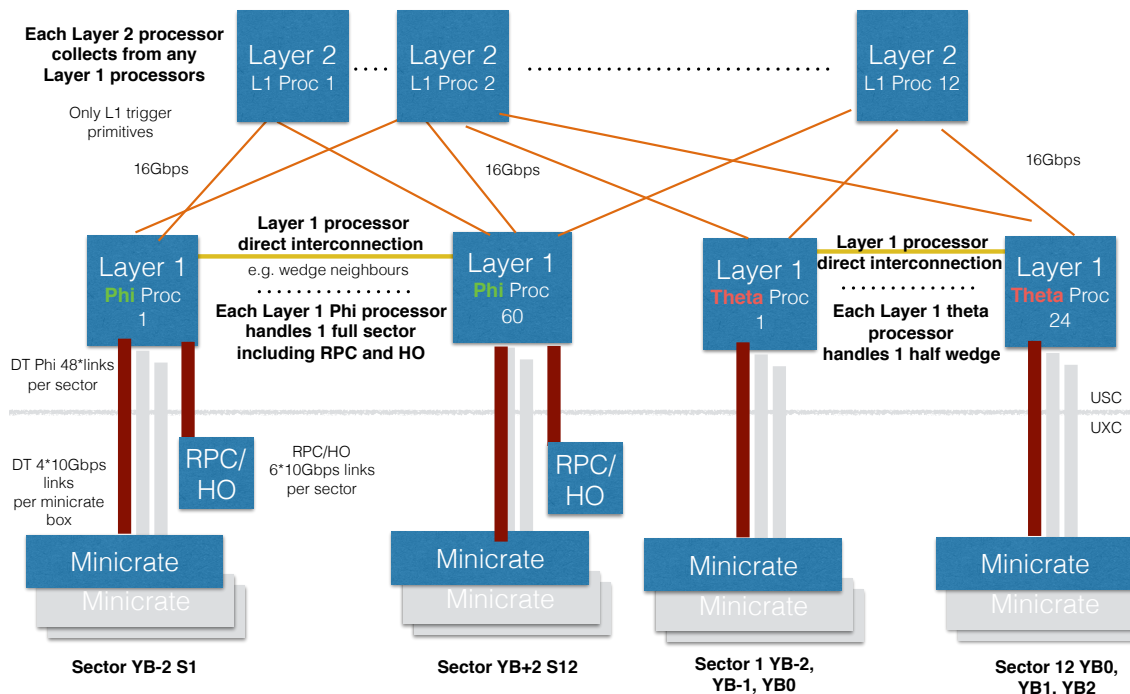 Each Layer 2 processor
collects from any
Layer 1 processors
Layer 2
L1 Proc 1
Layer 2
L1 Proc 2
Layer 2
L1 Proc 12
Only L1 trigger
primitives
16Gbps
16Gbps
16Gbps
Layer 1 processor
direct interconnection
e.g. wedge neighbours
Each Layer 1 Phi processor
handles 1 full sector
including RPC and HO
Layer 1
Phi Proc
1
Layer 1
Phi Proc
60
Layer 1
Theta Proc
1
Layer 1 processor
direct interconnection
Each Layer 1 theta
processor
handles 1 half wedge
Layer 1
Theta Proc
24
DT Phi 48*links
per sector
USC
UXC
DT 4*10Gbps
links
per minicrate
box
RPC/
HO
RPC/HO
6*10Gbps links
per sector
RPC/
HO
Minicrate
Minicrate
Minicrate
Minicrate
Minicrate
Minicrate
Minicrate
Minicrate
Sector YB-2 S1
Sector YB+2 S12
Sector 1 YB-2,
YB-1, YB0
Sector 12 YB0,
YB1, YB2